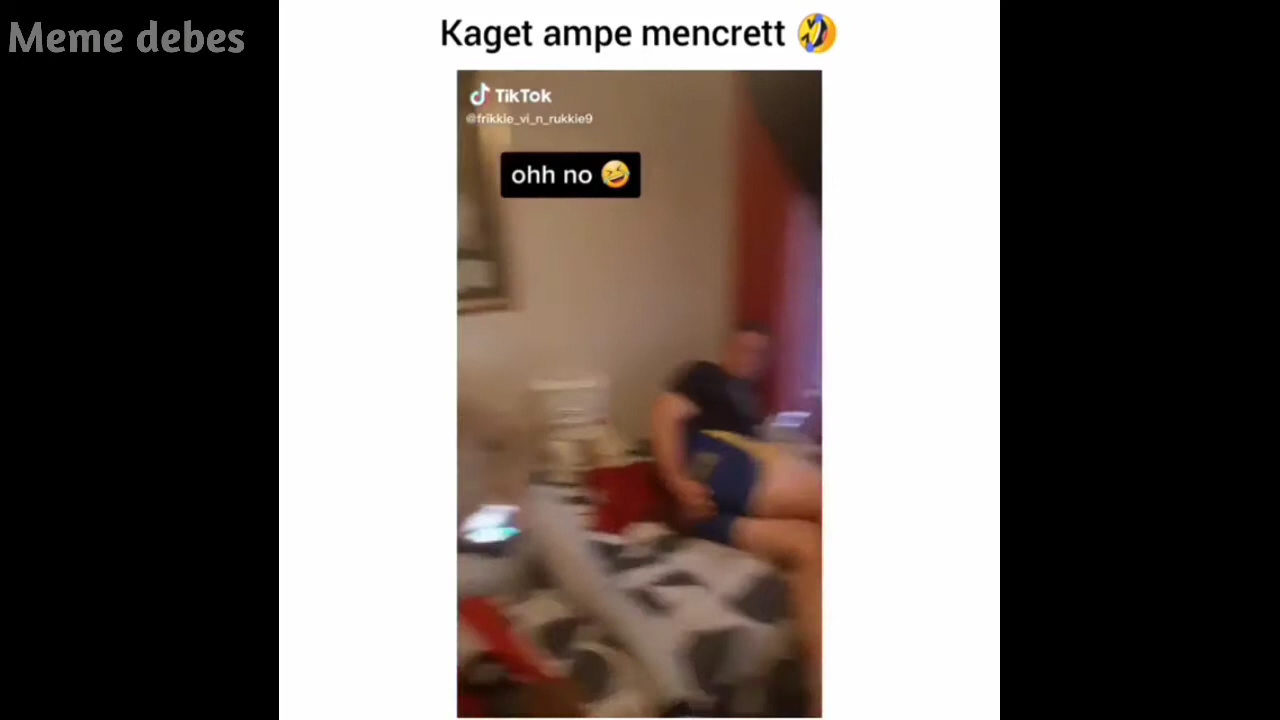 Meme debes
Kaget ampe mencrett 🤣
TikTok
@frikkie_vi_n_rukkie9
ohh no 😆